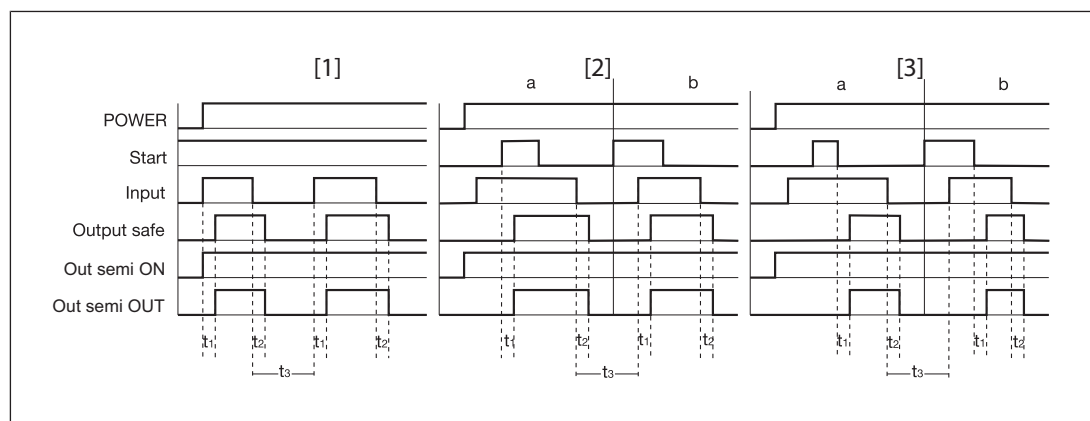 [1] [2] [3]
a b a b
POWER
Start
Input
Output safe
Out semi ON
Out semi OUT
t1 t2 t1 t2 t1 t2 t1 t2 t1 t2 t1 t2
t3 t3 t3